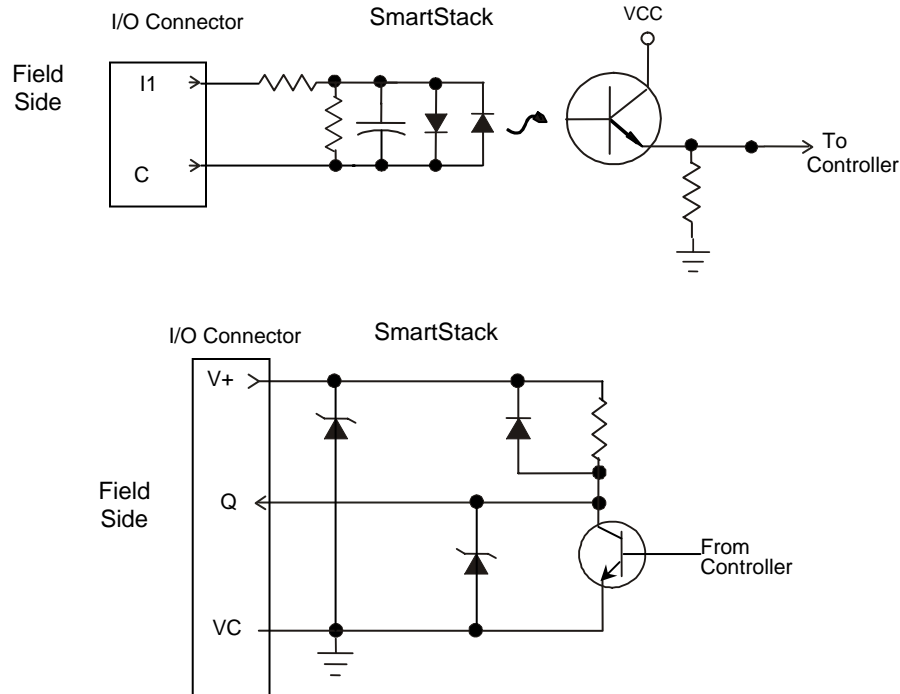 I/O Connector
SmartStack
VCC
Field
Side
I1
C
To
Controller
I/O Connector
SmartStack
V+
Field
Side
Q
From
Controller
VC